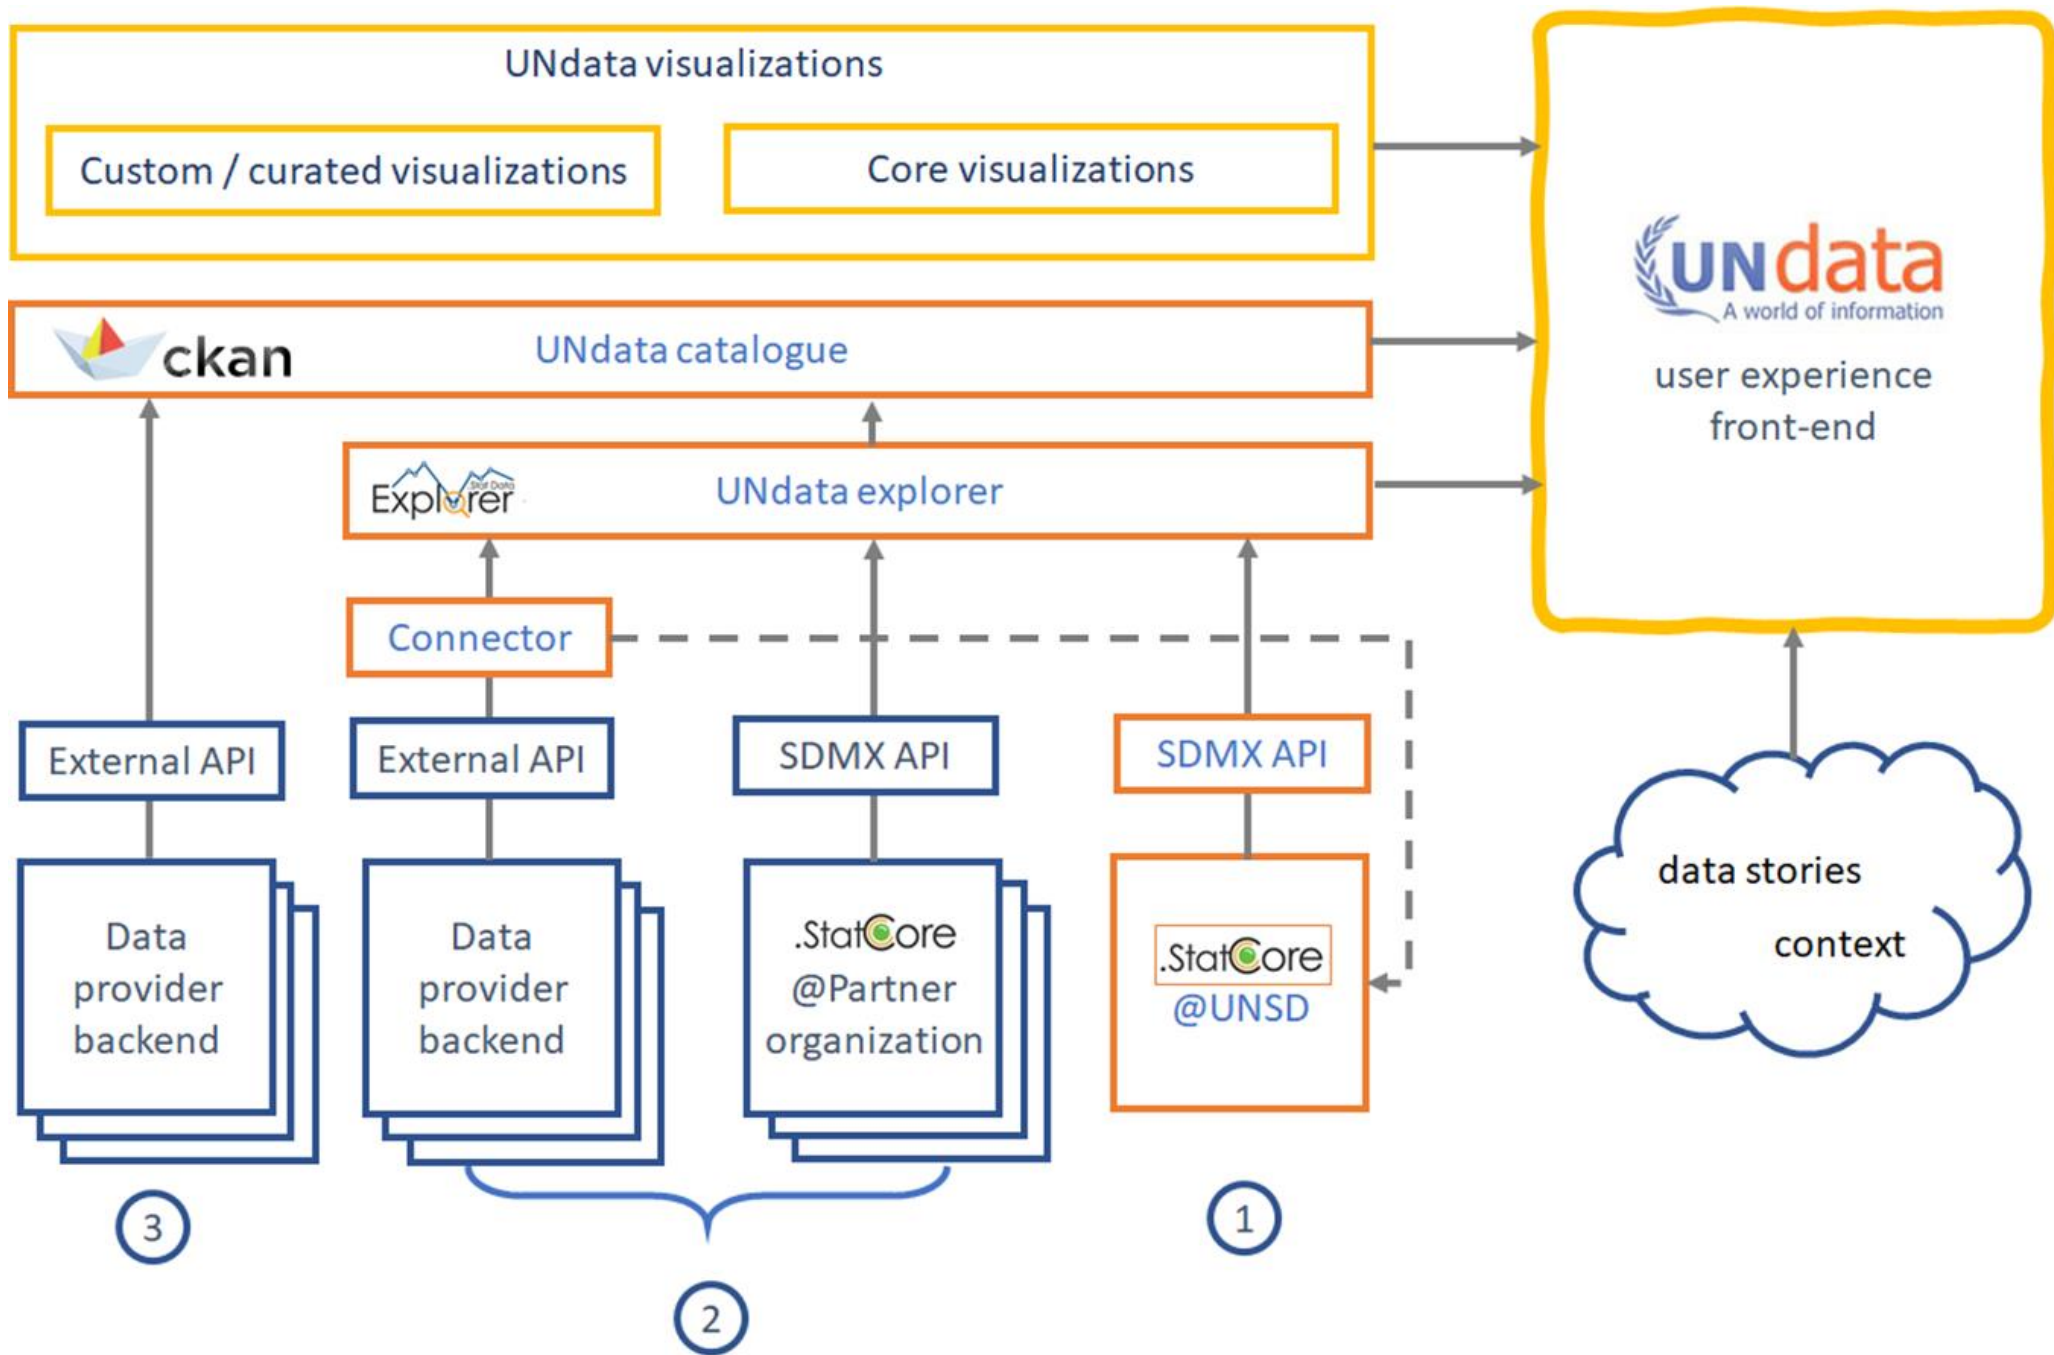 UNdata visualizations
Custom / curated visualizations
Core visualizations
UNdata
A world of information
user experience
front-end
ckan
UNdata catalogue
.Stat Data
Explorer
UNdata explorer
Connector
External API
External API
SDMX API
SDMX API
Data
provider
backend
Data
provider
backend
.StatCore
@Partner
organization
.StatCore
@UNSD
data stories
context
3
2
1